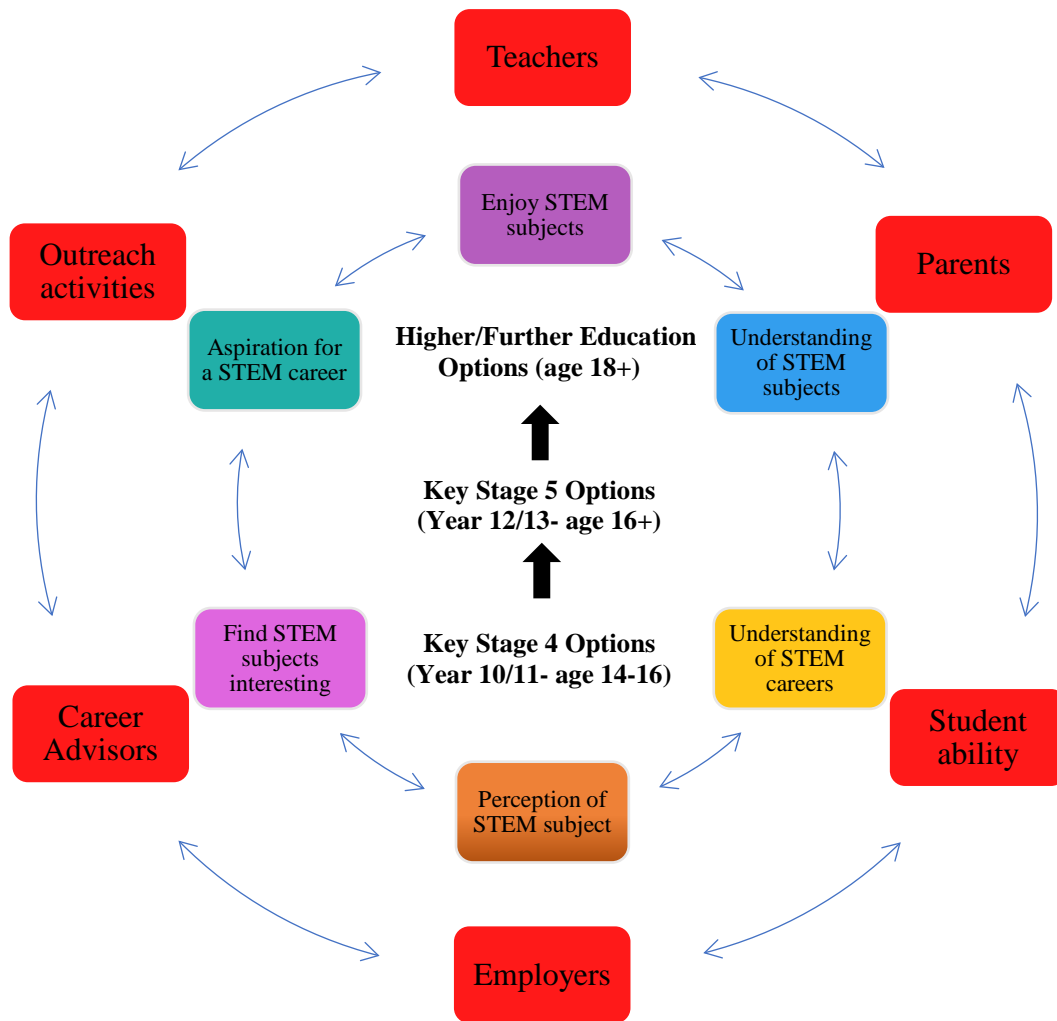 Teachers
Enjoy STEM
subjects
Outreach
activities
Parents
Aspiration for
a STEM career
Higher/Further Education
Options (age 18+)
Understanding
of STEM
subjects
Key Stage 5 Options
(Year 12/13- age 16+)
Find STEM
subjects
interesting
Key Stage 4 Options
(Year 10/11- age 14-16)
Understanding
of STEM
careers
Career
Advisors
Student
ability
Perception of
STEM subject
Employers